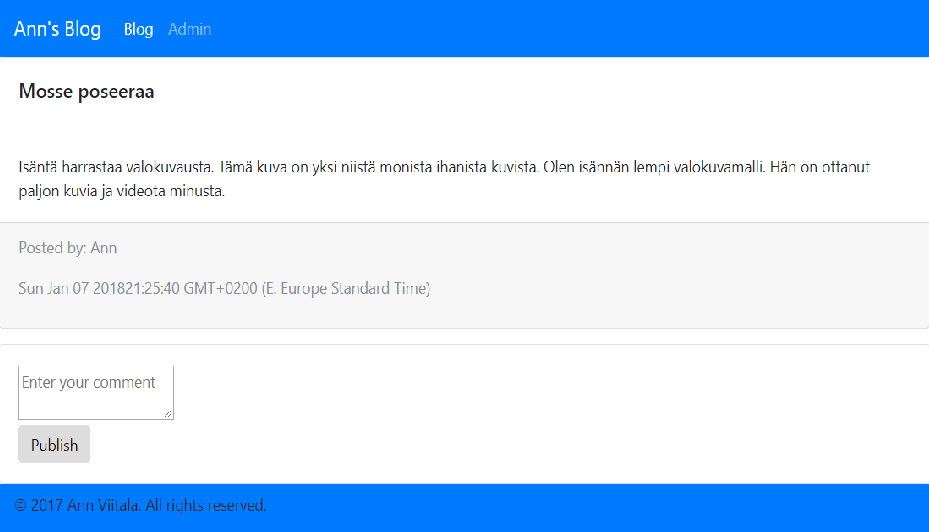 Ann's Blog Blog Admin
Mosse poseeraa
Isäntä harrastaa valokuvausta. Tämä kuva on yksi niistä monista ihanista kuvista. Olen isännän lempi valokuvamalli. Hän on ottanut
paljon kuvia ja videota minusta.
Posted by: Ann
Sun Jan 07 201821:25:40 GMT+0200 (E. Europe Standard Time)
Enter your comment
Publish
© 2017 Ann Viitala. All rights reserved.